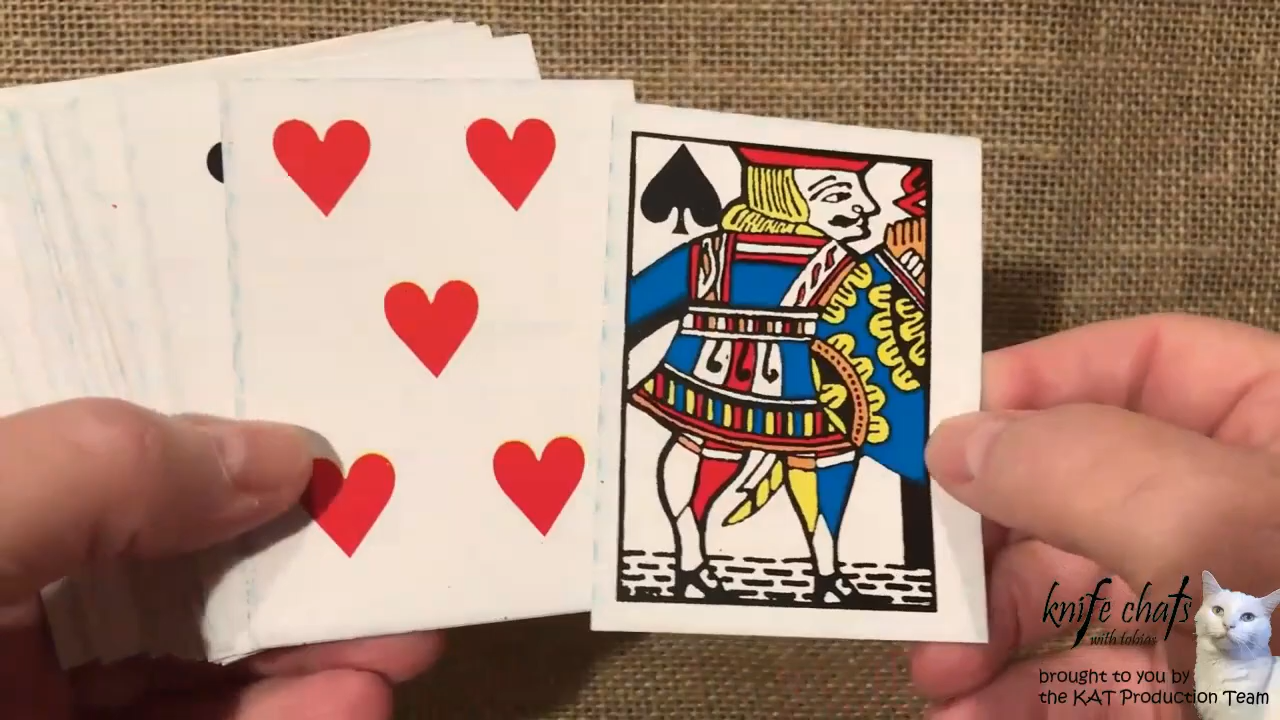 knife chats
with tobias
brought to you by
the KAT Production Team